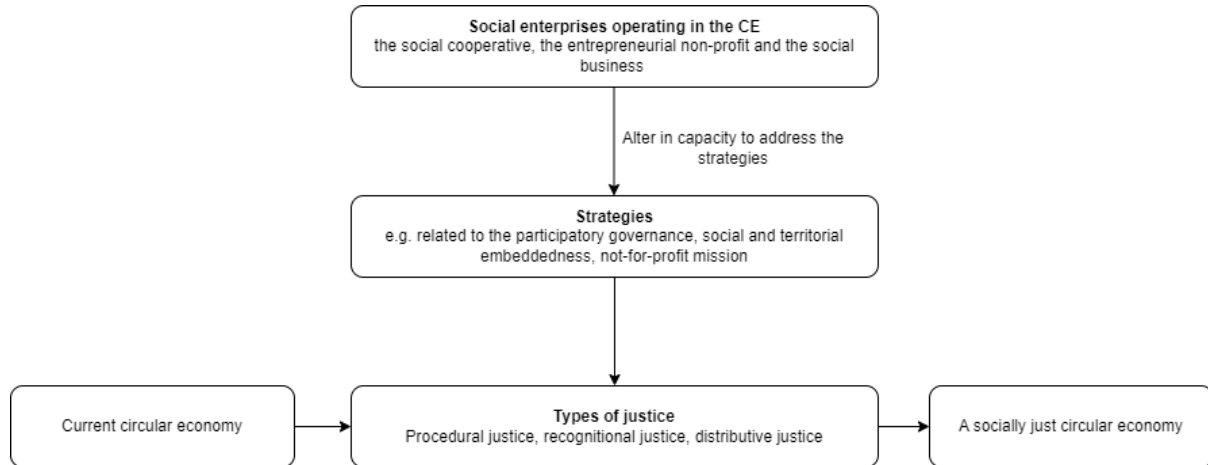 Social enterprises operating in the CE
the social cooperative, the entrepreneurial non-profit and the social
business
Alter in capacity to address the
strategies
Strategies
e.g. related to the participatory governance, social and territorial
embeddedness, not-for-profit mission
Current circular economy
Types of justice
Procedural justice, recognitional justice, distributive justice
A socially just circular economy